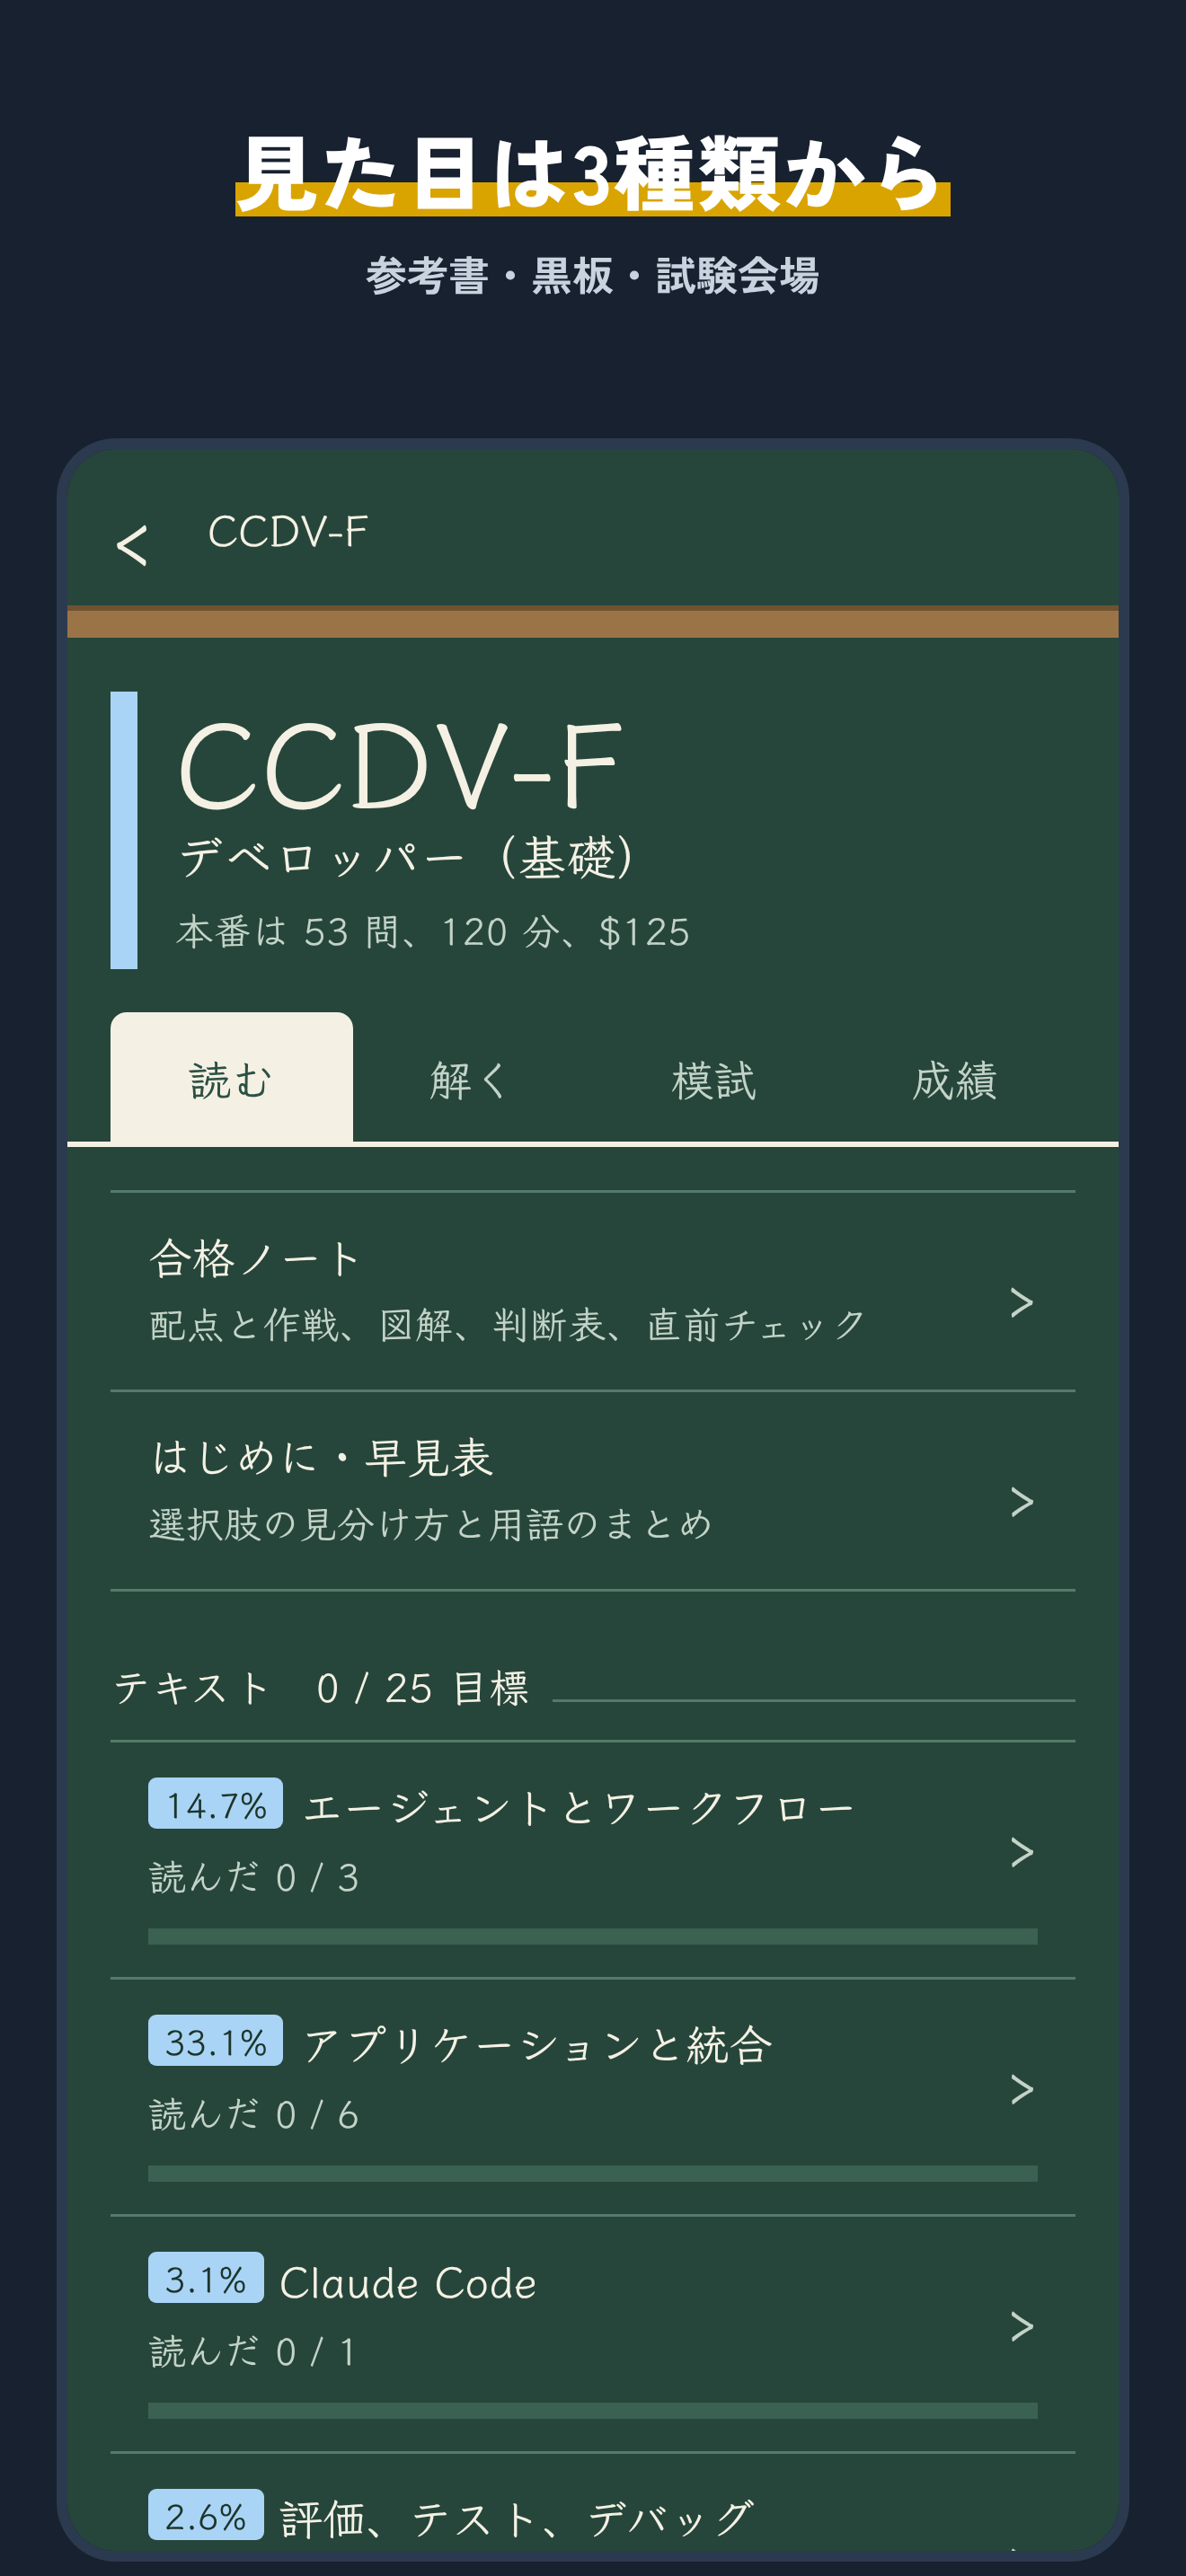 見た目は3種類から
参考書・黒板・試験会場
CCDV-F
CCDV-F
デベロッパー（基礎）
本番は 53 問、120 分、$125
読む 解く 模試 成績
合格ノート
配点と作戦、図解、判断表、直前チェック
はじめに・早見表
選択肢の見分け方と用語のまとめ
テキスト 0 / 25 目標
14.7% エージェントとワークフロー
読んだ 0 / 3
33.1% アプリケーションと統合
読んだ 0 / 6
3.1% Claude Code
読んだ 0 / 1
2.6% 評価、テスト、デバッグ